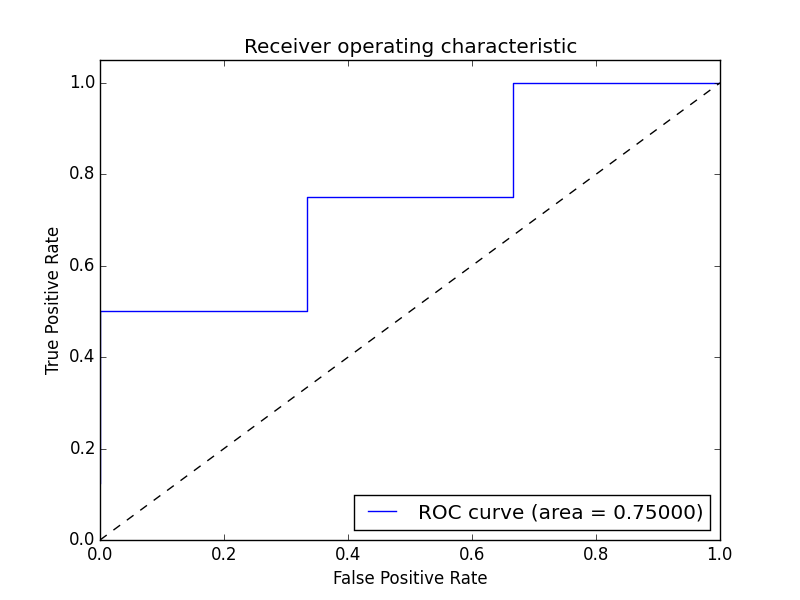 Receiver operating characteristic
1.0
0.8
0.6
0.4
0.2
0.0
True Positive Rate
ROC curve (area = 0.75000)
0.0 0.2 0.4 0.6 0.8 1.0
False Positive Rate